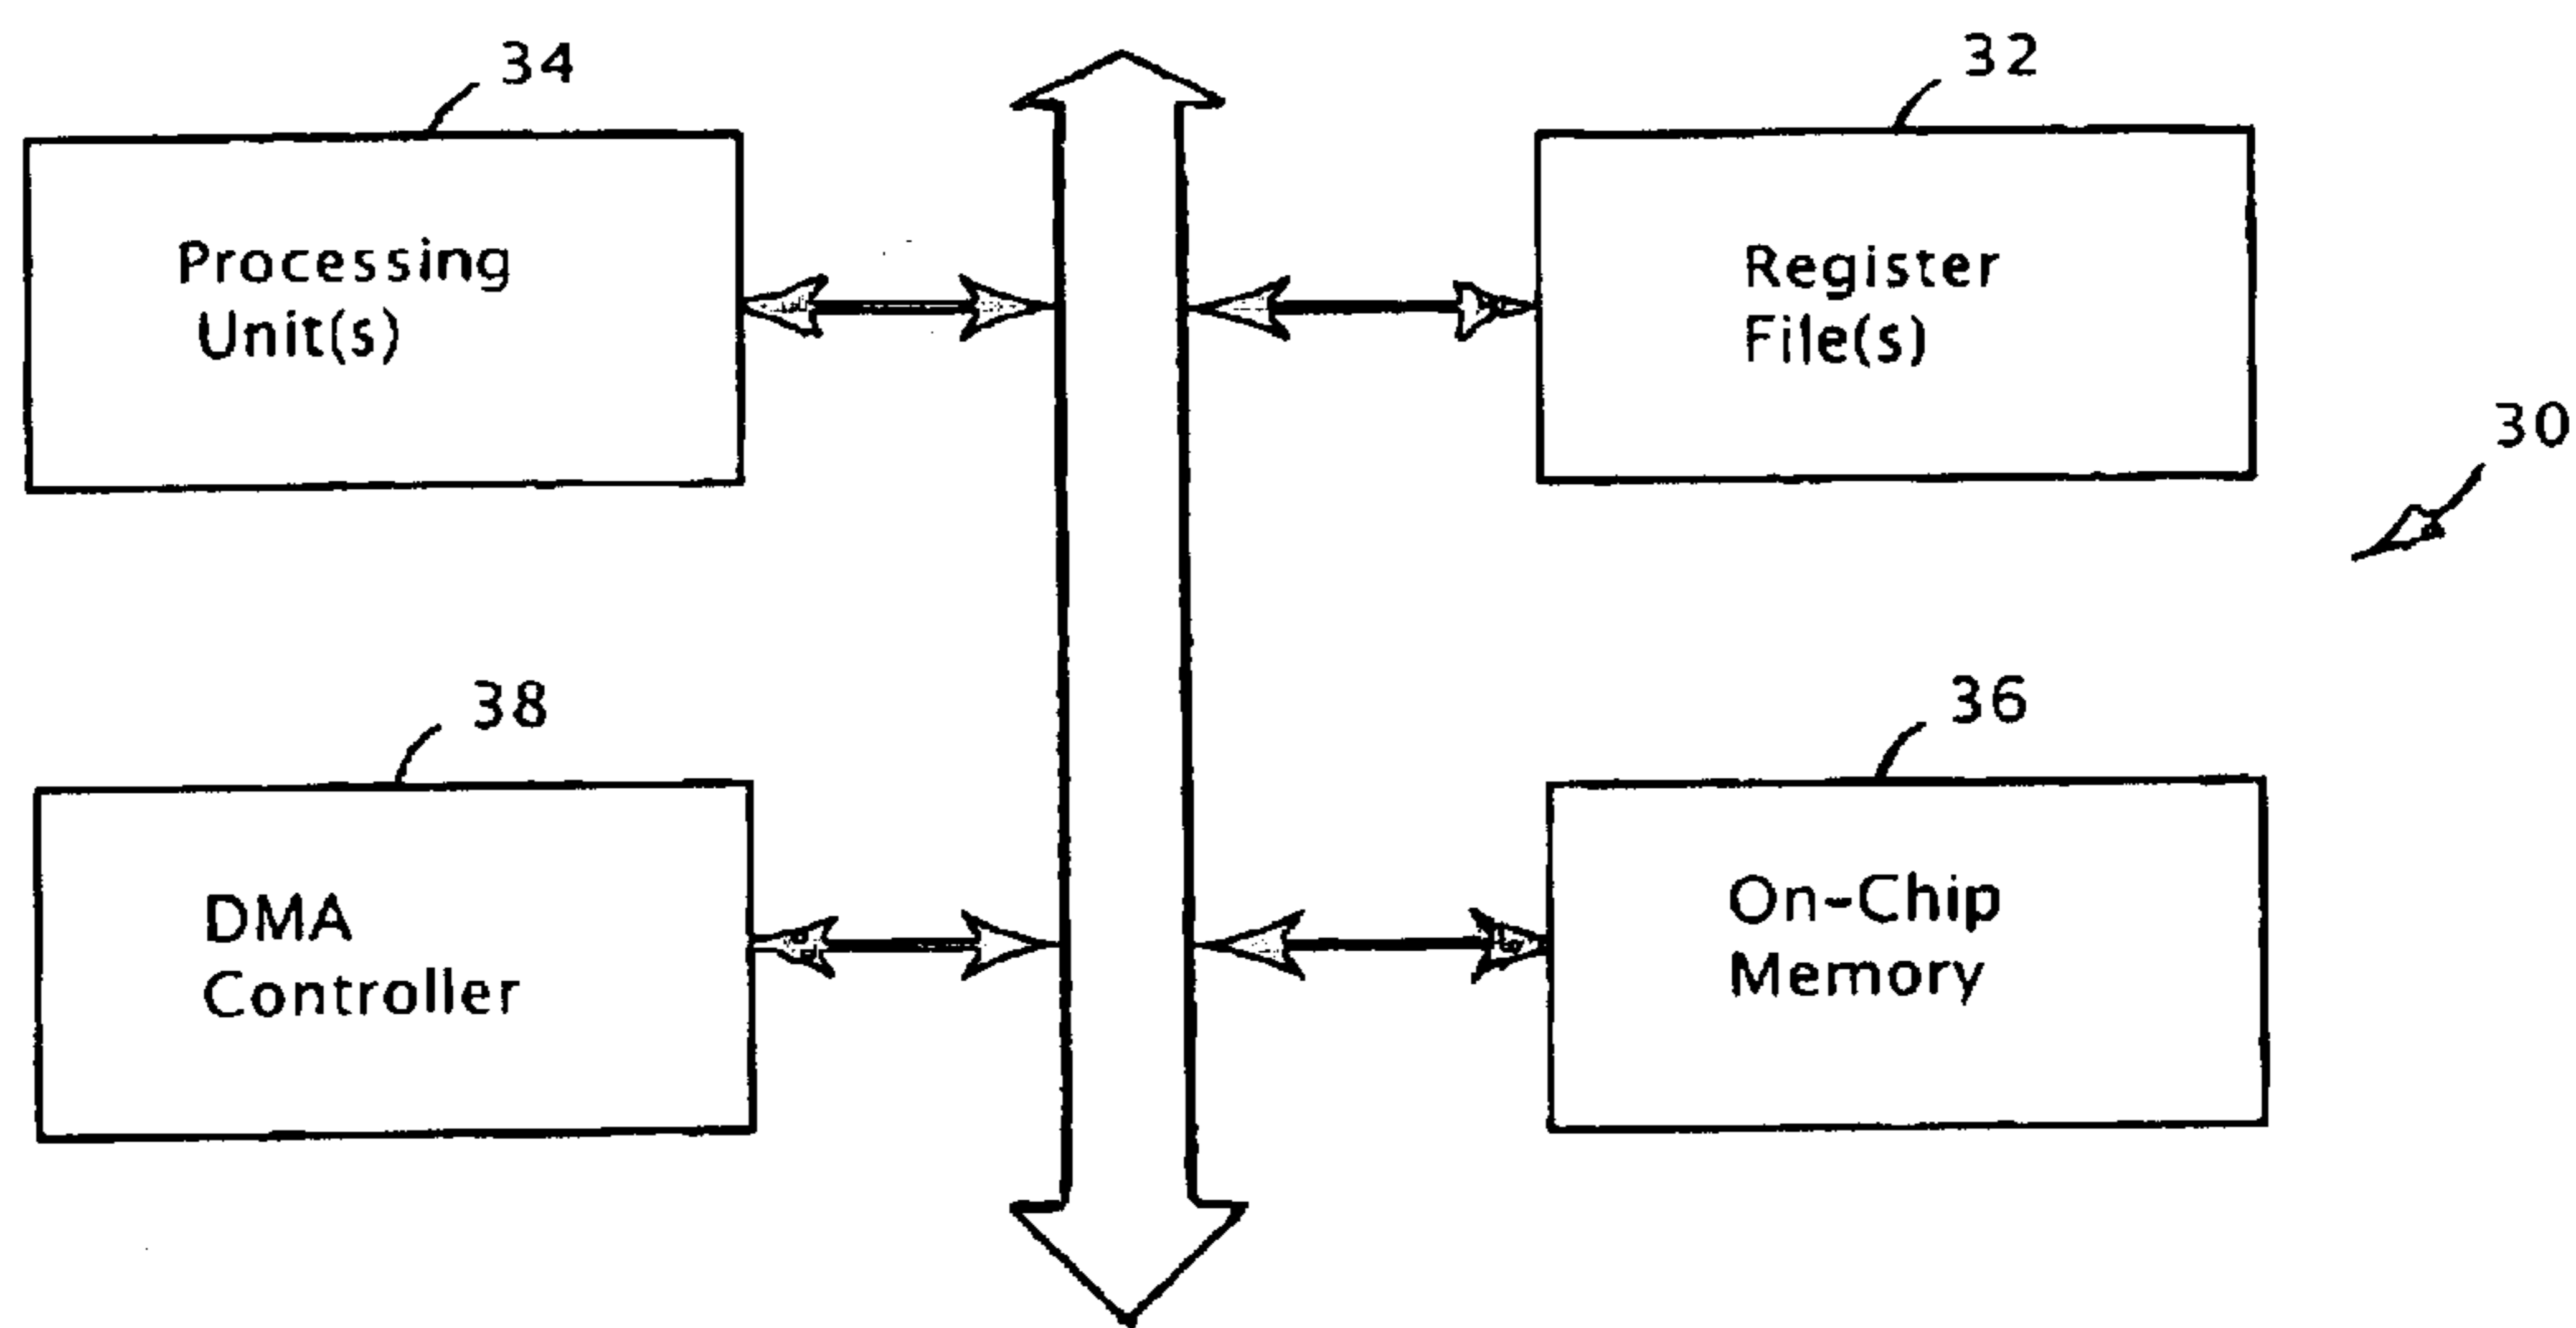 34
32
Processing
Unit(s)
Register
File(s)
30
38
36
DMA
Controller
On-Chip
Memory